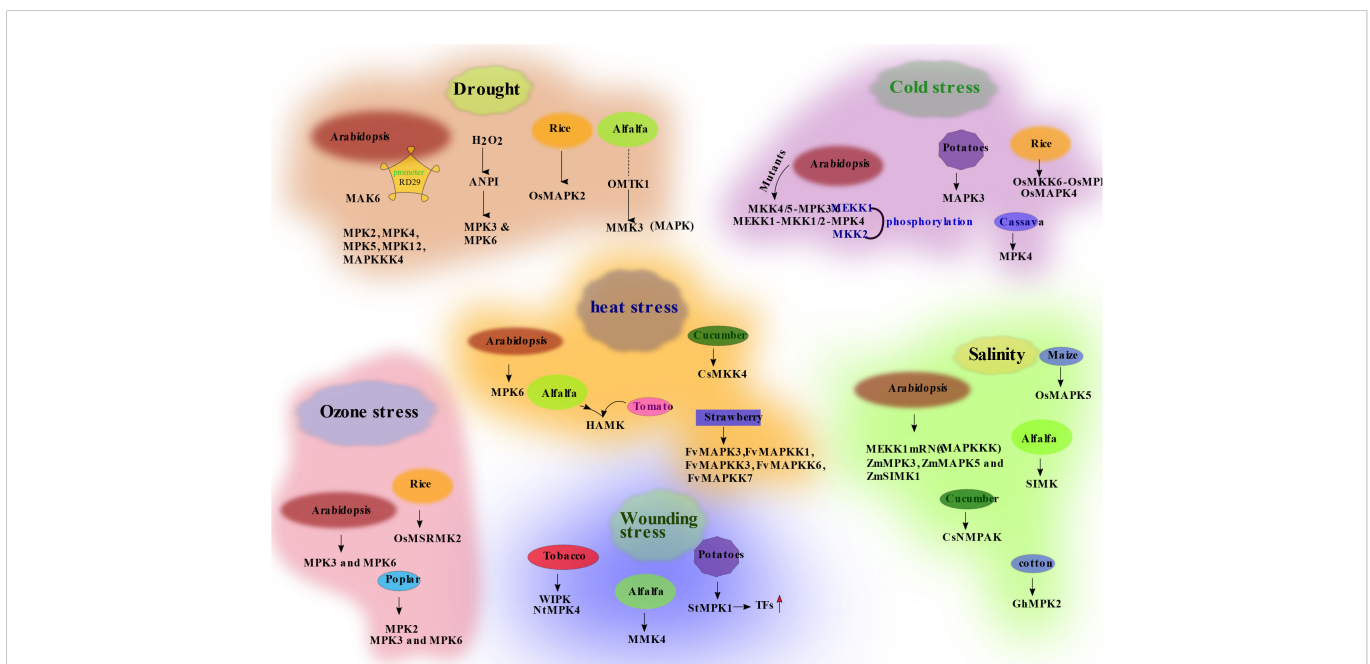 Drought
Arabidopsis
promoter
RD29
MAK6
MPK2, MPK4,
MPK5, MPK12,
MAPKKK4
H2O2
ANPI
MPK3 &
MPK6
Rice
OsMAPK2
Alfalfa
OMTK1
MMK3 (MAPK)
Cold stress
Mutants
Arabidopsis
MKK4/5-MPK3
MEKK1-MKK1/2-MPK4
MEKK1
MKK2
phosphorylation
Potatoes
MAPK3
Rice
OsMKK6-OsMP
OsMAPK4
Cassava
MPK4
heat stress
Arabidopsis
MPK6
Alfalfa
HAMK
Tomato
Cucumber
CsMKK4
Strawberry
FvMAPK3,FvMAPKK1,
FvMAPKK3, FvMAPKK6,
FvMAPKK7
Salinity
Maize
OsMAPK5
Arabidopsis
MEKK1mRN (MAPKKK)
ZmMPK3, ZmMAPK5 and
ZmSIMK1
Alfalfa
SIMK
Cucumber
CsNMPAK
cotton
GhMPK2
Ozone stress
Rice
OsMSRMK2
Arabidopsis
MPK3 and MPK6
Poplar
MPK2
MPK3 and MPK6
Wounding
stress
Tobacco
WIPK
NtMPK4
Alfalfa
MMK4
Potatoes
StMPK1
TFs